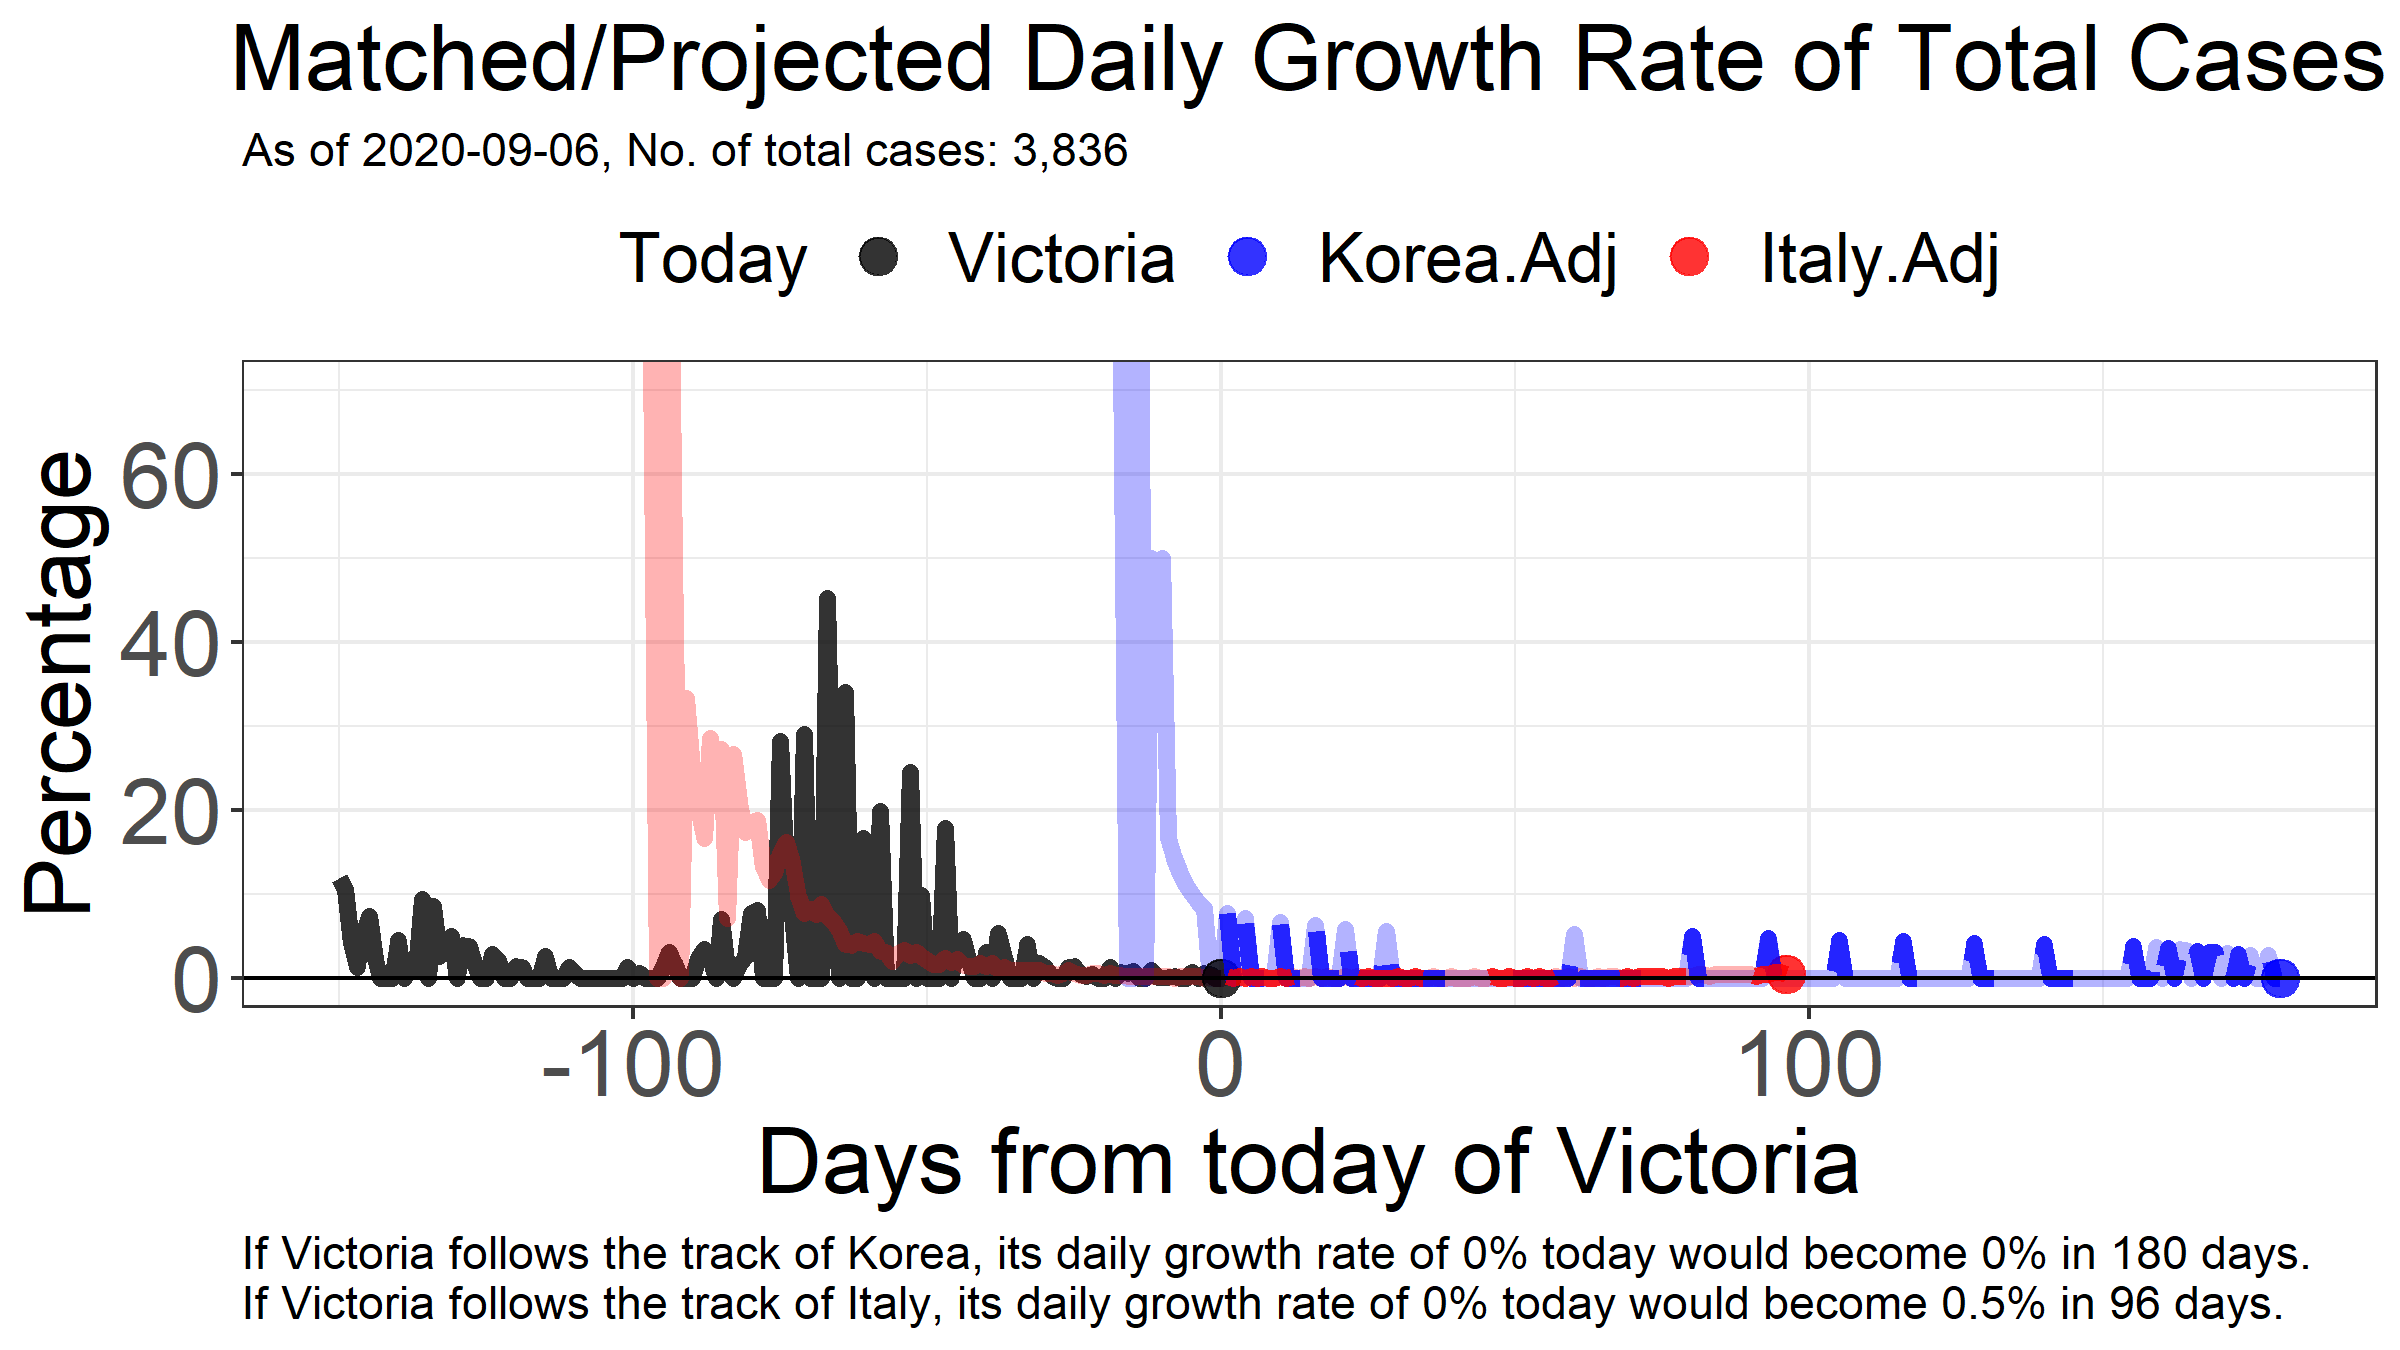 Matched/Projected Daily Growth Rate of Total Cases
As of 2020-09-06, No. of total cases: 3,836
Today Victoria Korea.Adj Italy.Adj
Percentage
60
40
20
0
-100 0 100
Days from today of Victoria
If Victoria follows the track of Korea, its daily growth rate of 0% today would become 0% in 180 days.
If Victoria follows the track of Italy, its daily growth rate of 0% today would become 0.5% in 96 days.